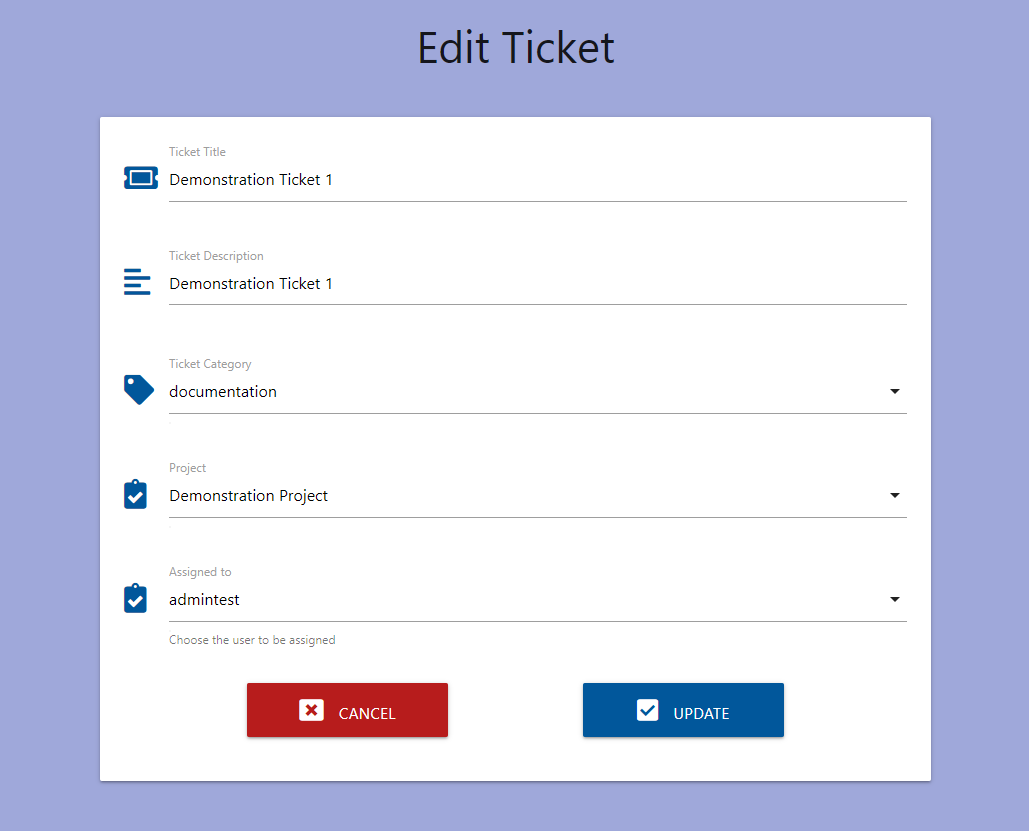 Edit Ticket
Ticket Title
Demonstration Ticket 1
Ticket Description
Demonstration Ticket 1
Ticket Category
documentation
Project
Demonstration Project
Assigned to
admintest
Choose the user to be assigned
CANCEL
UPDATE